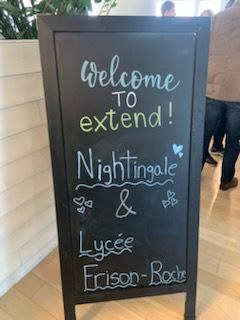 Welcome
TO
extend!
Nightingale
&
Lycée
Frison-Roche